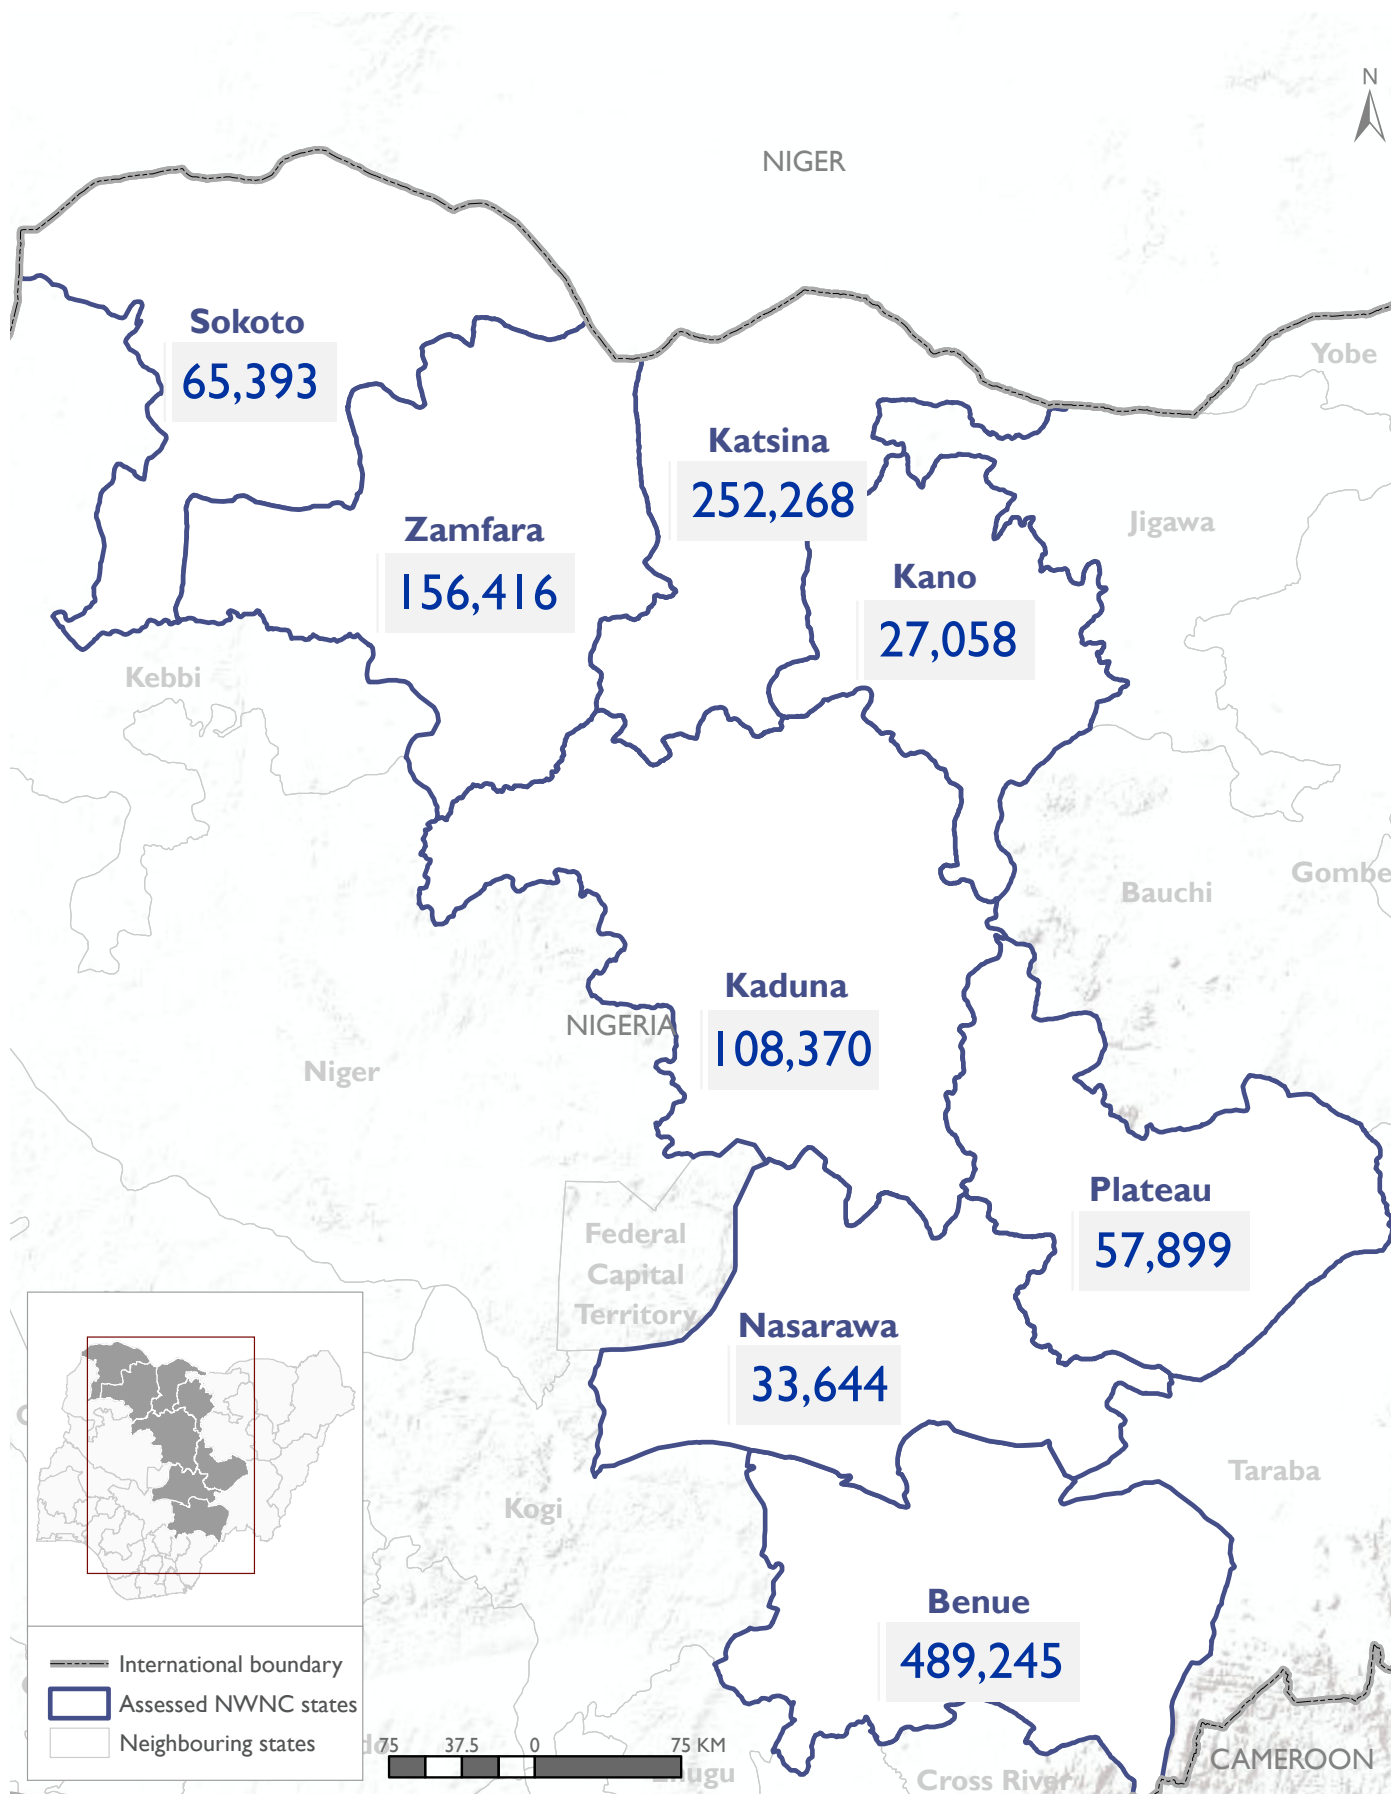 N
NIGER
Sokoto
65,393
Yobe
Katsina
252,268
Zamfara
156,416
Jigawa
Kano
27,058
Kebbi
Gombe
Bauchi
Kaduna
108,370
NIGERIA
Niger
Plateau
57,899
Federal
Capital
Territory
Nasarawa
33,644
Taraba
Kogi
Benue
489,245
International boundary
Assessed NWNC states
Neighbouring states
75 37.5 0 75 KM
CAMEROON
Cross River